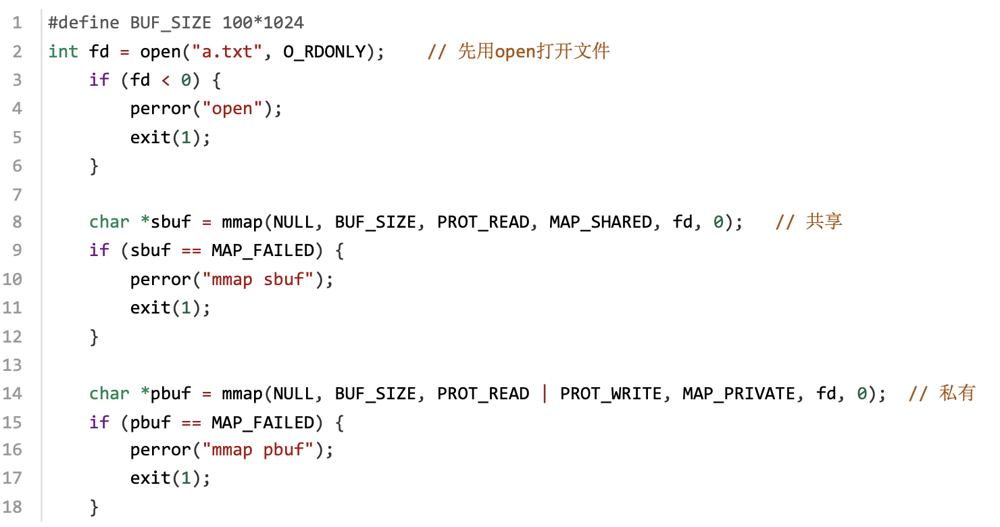 1 #define BUF_SIZE 100*1024
2 int fd = open("a.txt", O_RDONLY);    // 先用open打开文件
3     if (fd < 0) {
4         perror("open");
5         exit(1);
6     }
7
8     char *sbuf = mmap(NULL, BUF_SIZE, PROT_READ, MAP_SHARED, fd, 0);   // 共享
9     if (sbuf == MAP_FAILED) {
10         perror("mmap sbuf");
11         exit(1);
12     }
13
14     char *pbuf = mmap(NULL, BUF_SIZE, PROT_READ | PROT_WRITE, MAP_PRIVATE, fd, 0);  // 私有
15     if (pbuf == MAP_FAILED) {
16         perror("mmap pbuf");
17         exit(1);
18     }